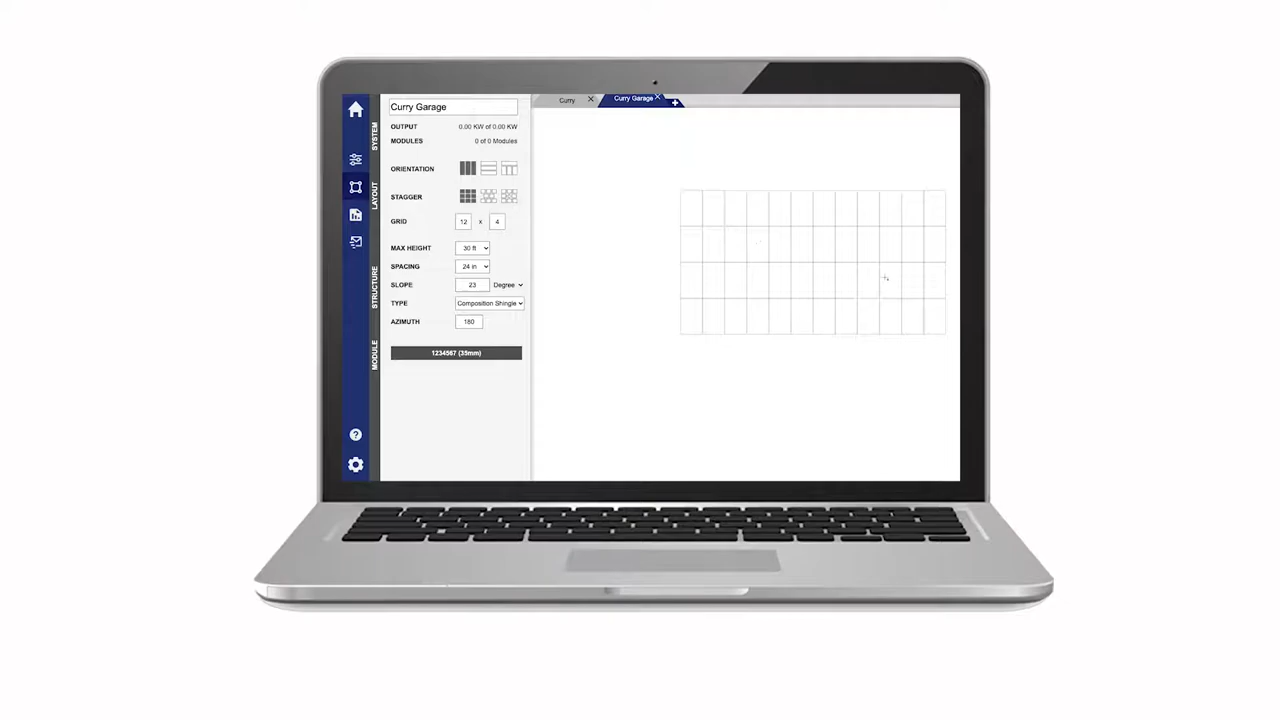 Curry
Curry Garage
SYSTEM
LAYOUT
STRUCTURE
MODULE
Curry Garage
OUTPUT 0.00 KW of 0.00 KW
MODULES 0 of 0 Modules
ORIENTATION
STAGGER
GRID 12 x 4
MAX HEIGHT 30 ft
SPACING 24 in
SLOPE 23 Degree
TYPE Composition Shingle
AZIMUTH 180
1234567 (35mm)